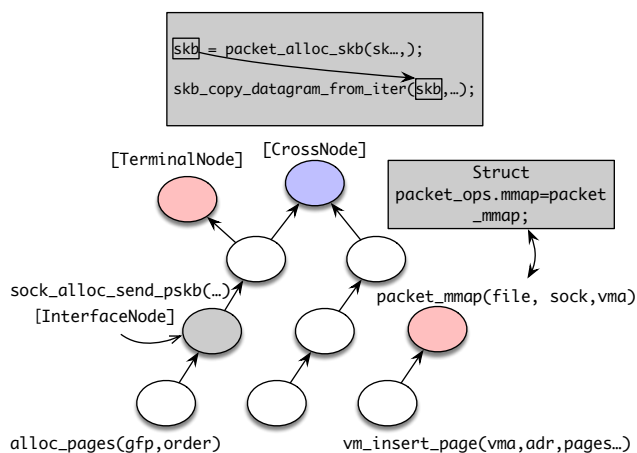 skb = packet_alloc_skb(sk…,);
skb_copy_datagram_from_iter(skb,…);
[TerminalNode]
[CrossNode]
Struct
packet_ops.mmap=packet
_mmap;
sock_alloc_send_pskb(…)
[InterfaceNode]
packet_mmap(file, sock,vma)
alloc_pages(gfp,order)
vm_insert_page(vma,adr,pages…)